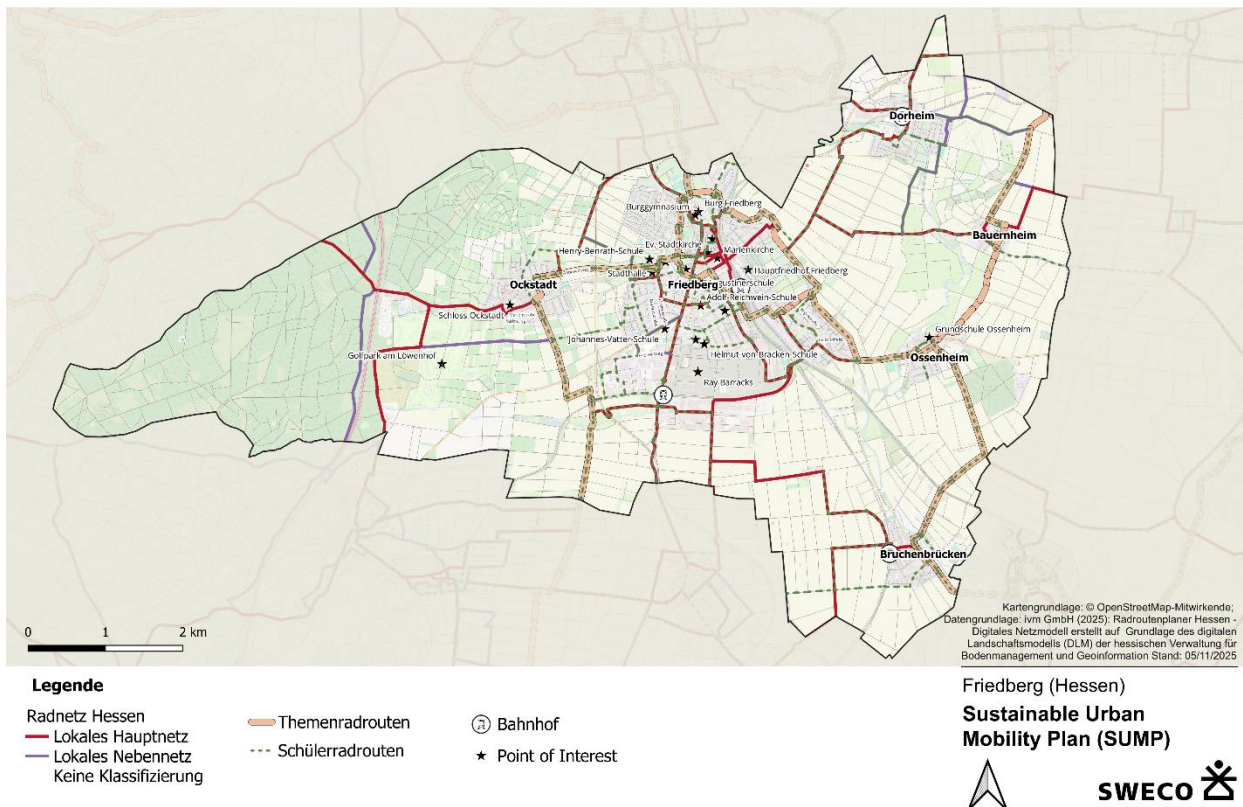 Dorheim
Burggymnasium
Burg Friedberg
Bauernheim
Ev. Stadtkirche
Marienkirche
Henry-Benrath-Schule
Hauptfriedhof Friedberg
Stadthalle
Ockstadt
Friedberg
gustinerschule
Adolf-Reichwein-Schule
Schloss Ockstadt
Grundschule Ossenheim
Johannes-Vatter-Schule
Ossenheim
Golfpark am Löwenhof
Helmut-von-Bracken-Schule
Ray Barracks
Bruchenbrücken
0 1 2 km
Kartengrundlage: © OpenStreetMap-Mitwirkende;
Datengrundlage: ivm GmbH (2025): Radroutenplaner Hessen -
Digitales Netzmodell erstellt auf Grundlage des digitalen
Landschaftsmodells (DLM) der hessischen Verwaltung für
Bodenmanagement und Geoinformation Stand: 05/11/2025
Legende
Radnetz Hessen
Lokales Hauptnetz
Lokales Nebennetz
Keine Klassifizierung
Themenradrouten
Schülerradrouten
Bahnhof
Point of Interest
Friedberg (Hessen)
Sustainable Urban
Mobility Plan (SUMP)
SWECO